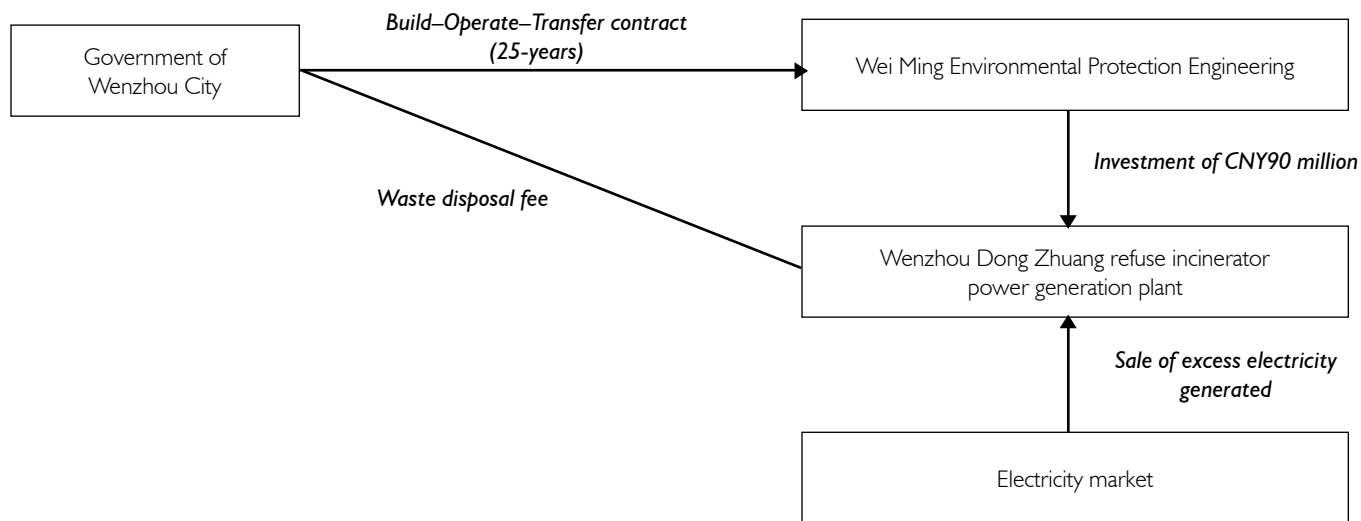 Build–Operate–Transfer contract
(25-years)
Government of
Wenzhou City
Wei Ming Environmental Protection Engineering
Investment of CNY90 million
Waste disposal fee
Wenzhou Dong Zhuang refuse incinerator
power generation plant
Sale of excess electricity
generated
Electricity market